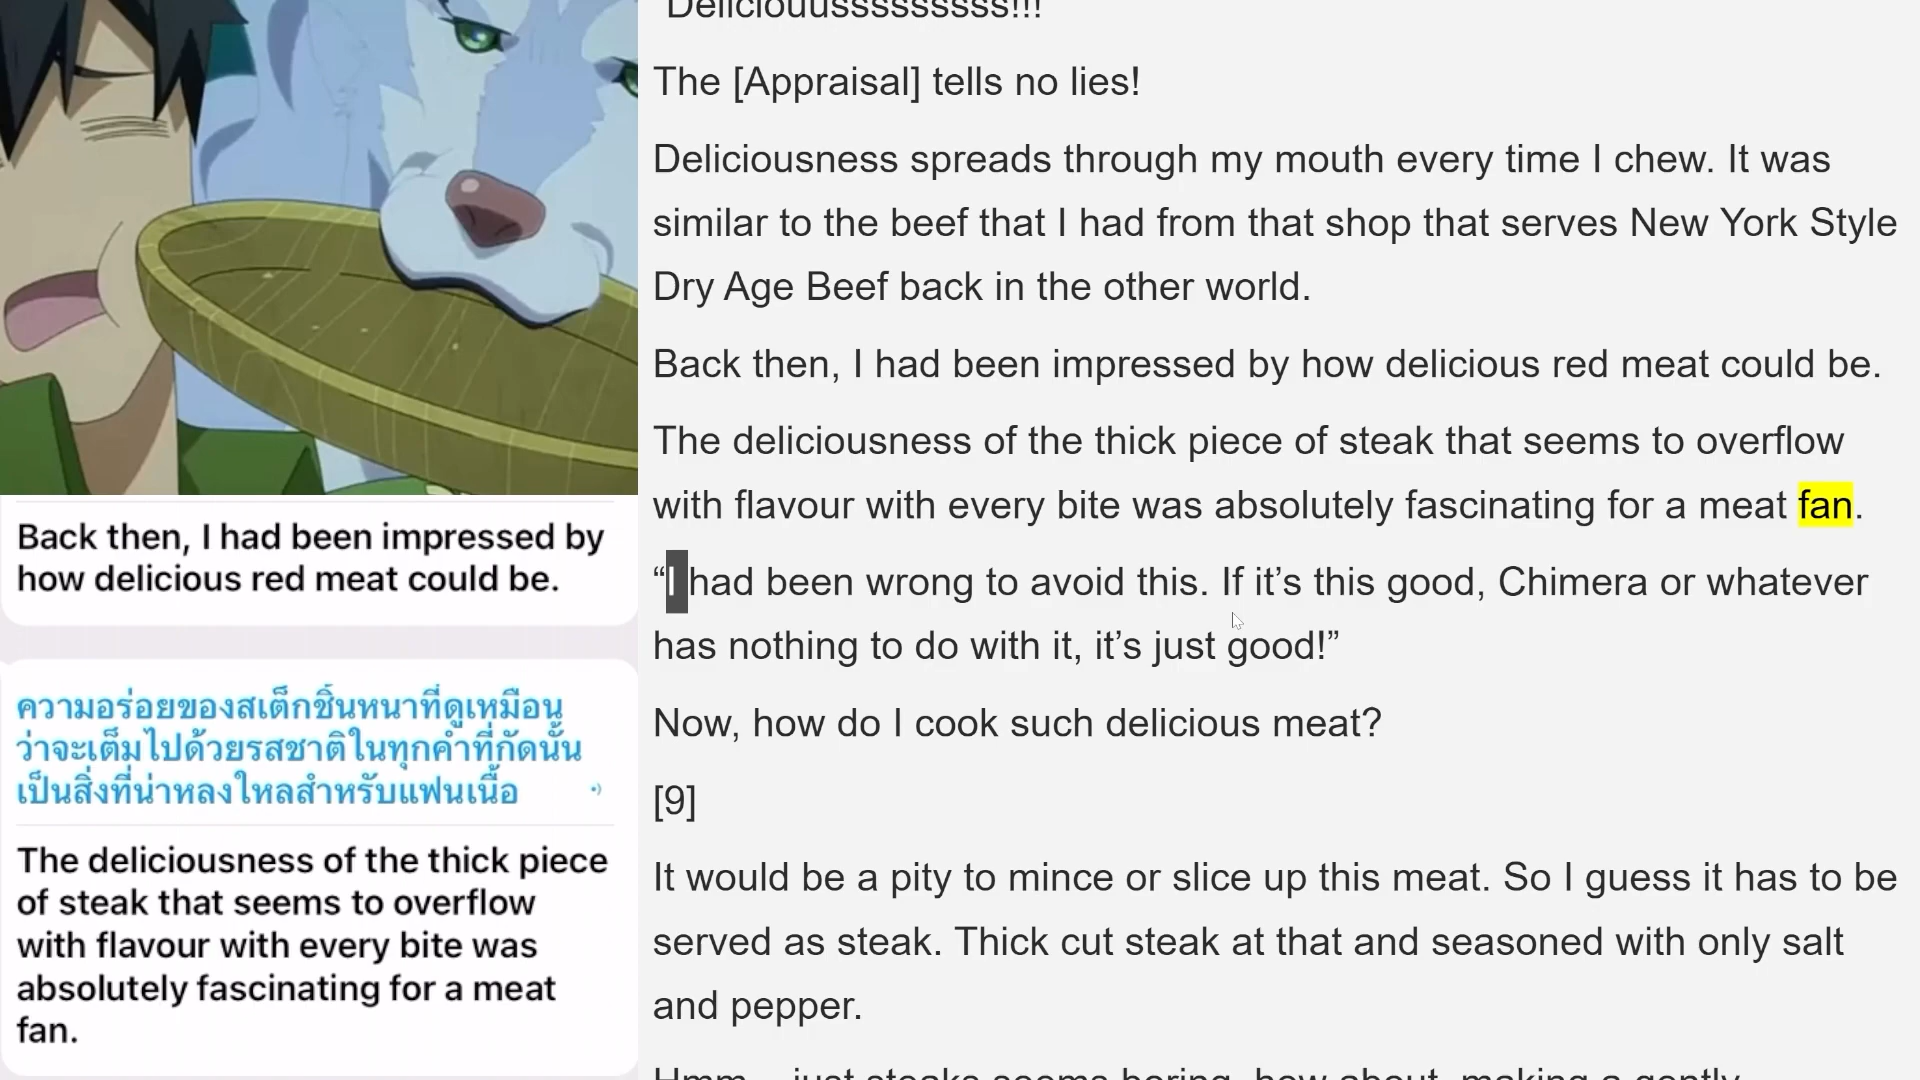 Back then, I had been impressed by
how delicious red meat could be.
ความอร่อยของสเต็กชิ้นหนาที่ดูเหมือน
ว่าจะเต็มไปด้วยรสชาติในทุกคำที่กัดนั้น
เป็นสิ่งที่น่าหลงใหลสำหรับแฟนเนื้อ
The deliciousness of the thick piece
of steak that seems to overflow
with flavour with every bite was
absolutely fascinating for a meat
fan.
"Deliciouusssssssss!!!
The [Appraisal] tells no lies!
Deliciousness spreads through my mouth every time I chew. It was
similar to the beef that I had from that shop that serves New York Style
Dry Age Beef back in the other world.
Back then, I had been impressed by how delicious red meat could be.
The deliciousness of the thick piece of steak that seems to overflow
with flavour with every bite was absolutely fascinating for a meat fan.
“I had been wrong to avoid this. If it’s this good, Chimera or whatever
has nothing to do with it, it’s just good!”
Now, how do I cook such delicious meat?
[9]
It would be a pity to mince or slice up this meat. So I guess it has to be
served as steak. Thick cut steak at that and seasoned with only salt
and pepper.
Hmm... just steaks seems boring, how about, making a gently